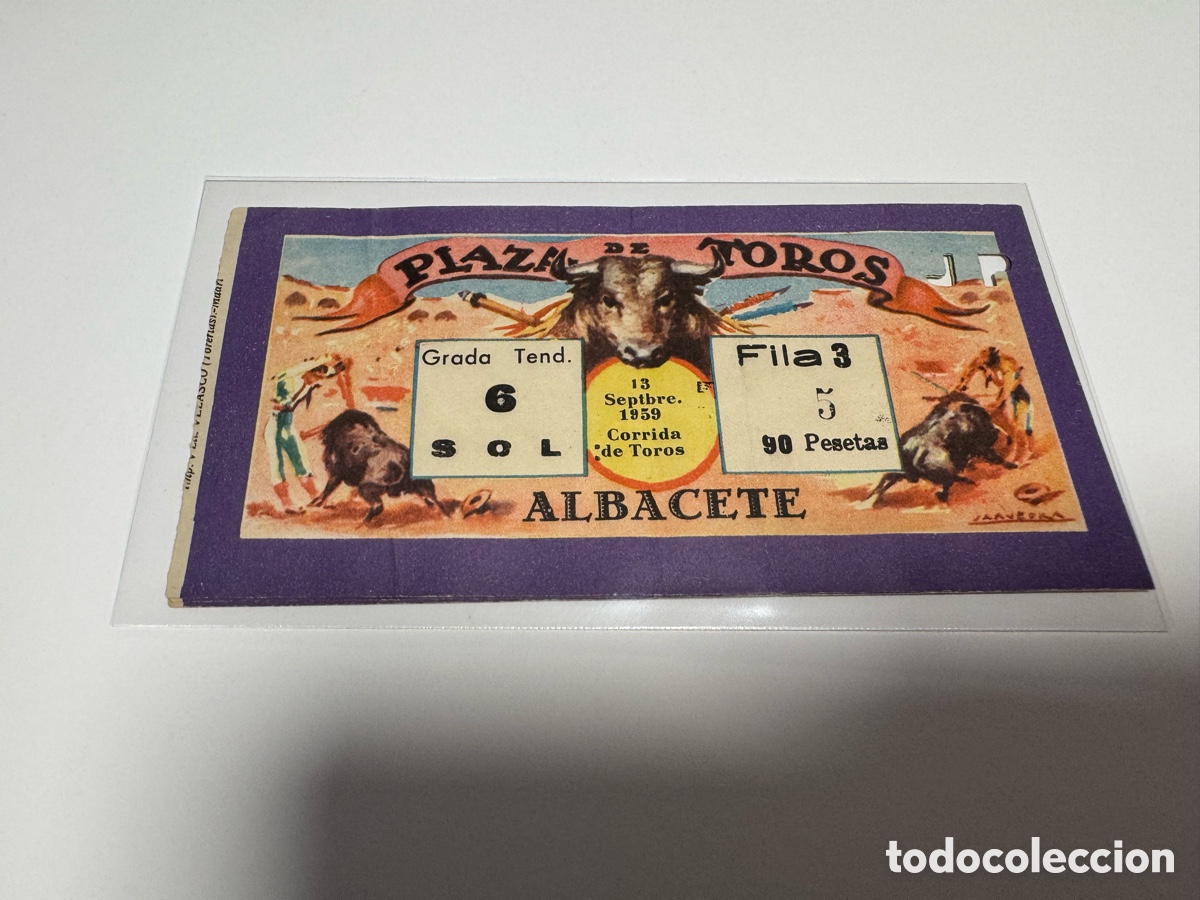 PLAZA DE TOROS
Grada Tend.
6
SOL
13
Septbre.
1959
Corrida
de Toros
Fila 3
5
90 Pesetas
ALBACETE
VELASCO
todocoleccion